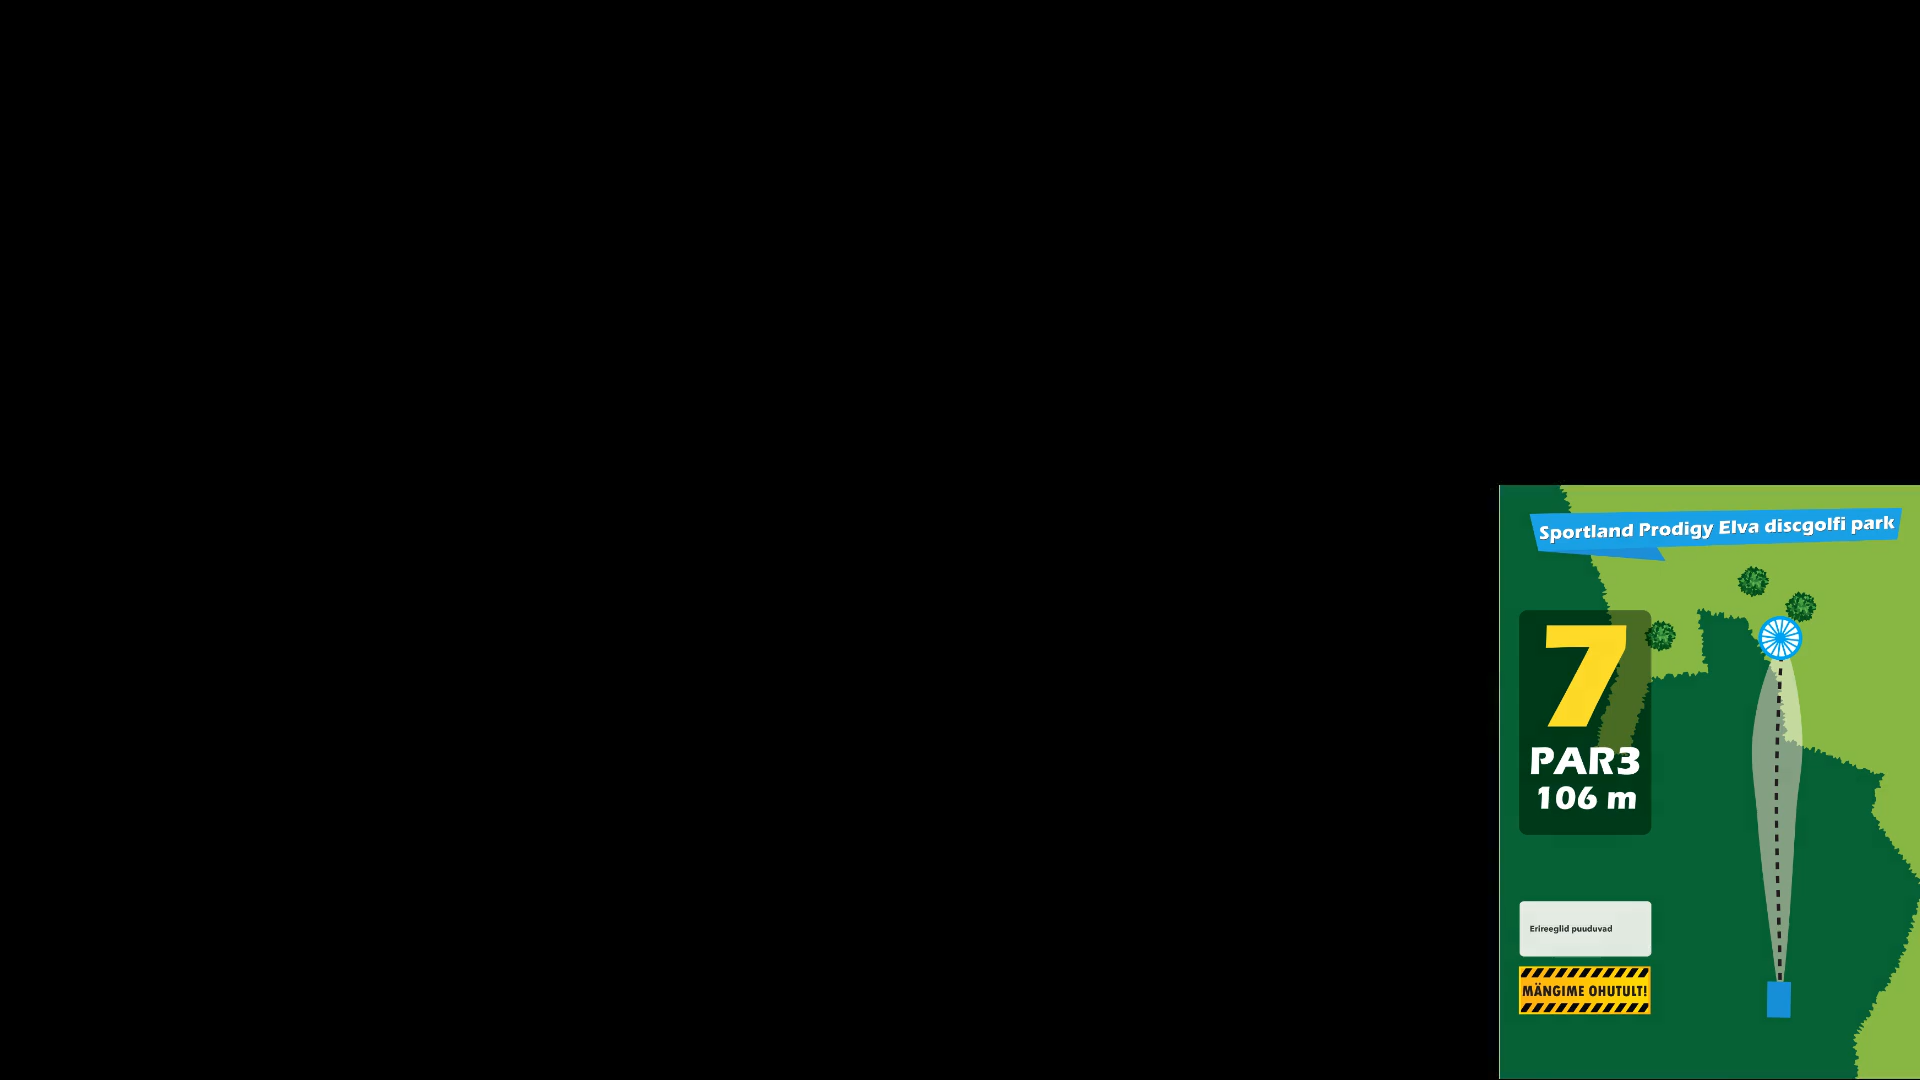 Sportland Prodigy Elva discgolfi park
7
PAR3
106 m
Erireeglid puuduvad
MÄNGIME OHUTULT!